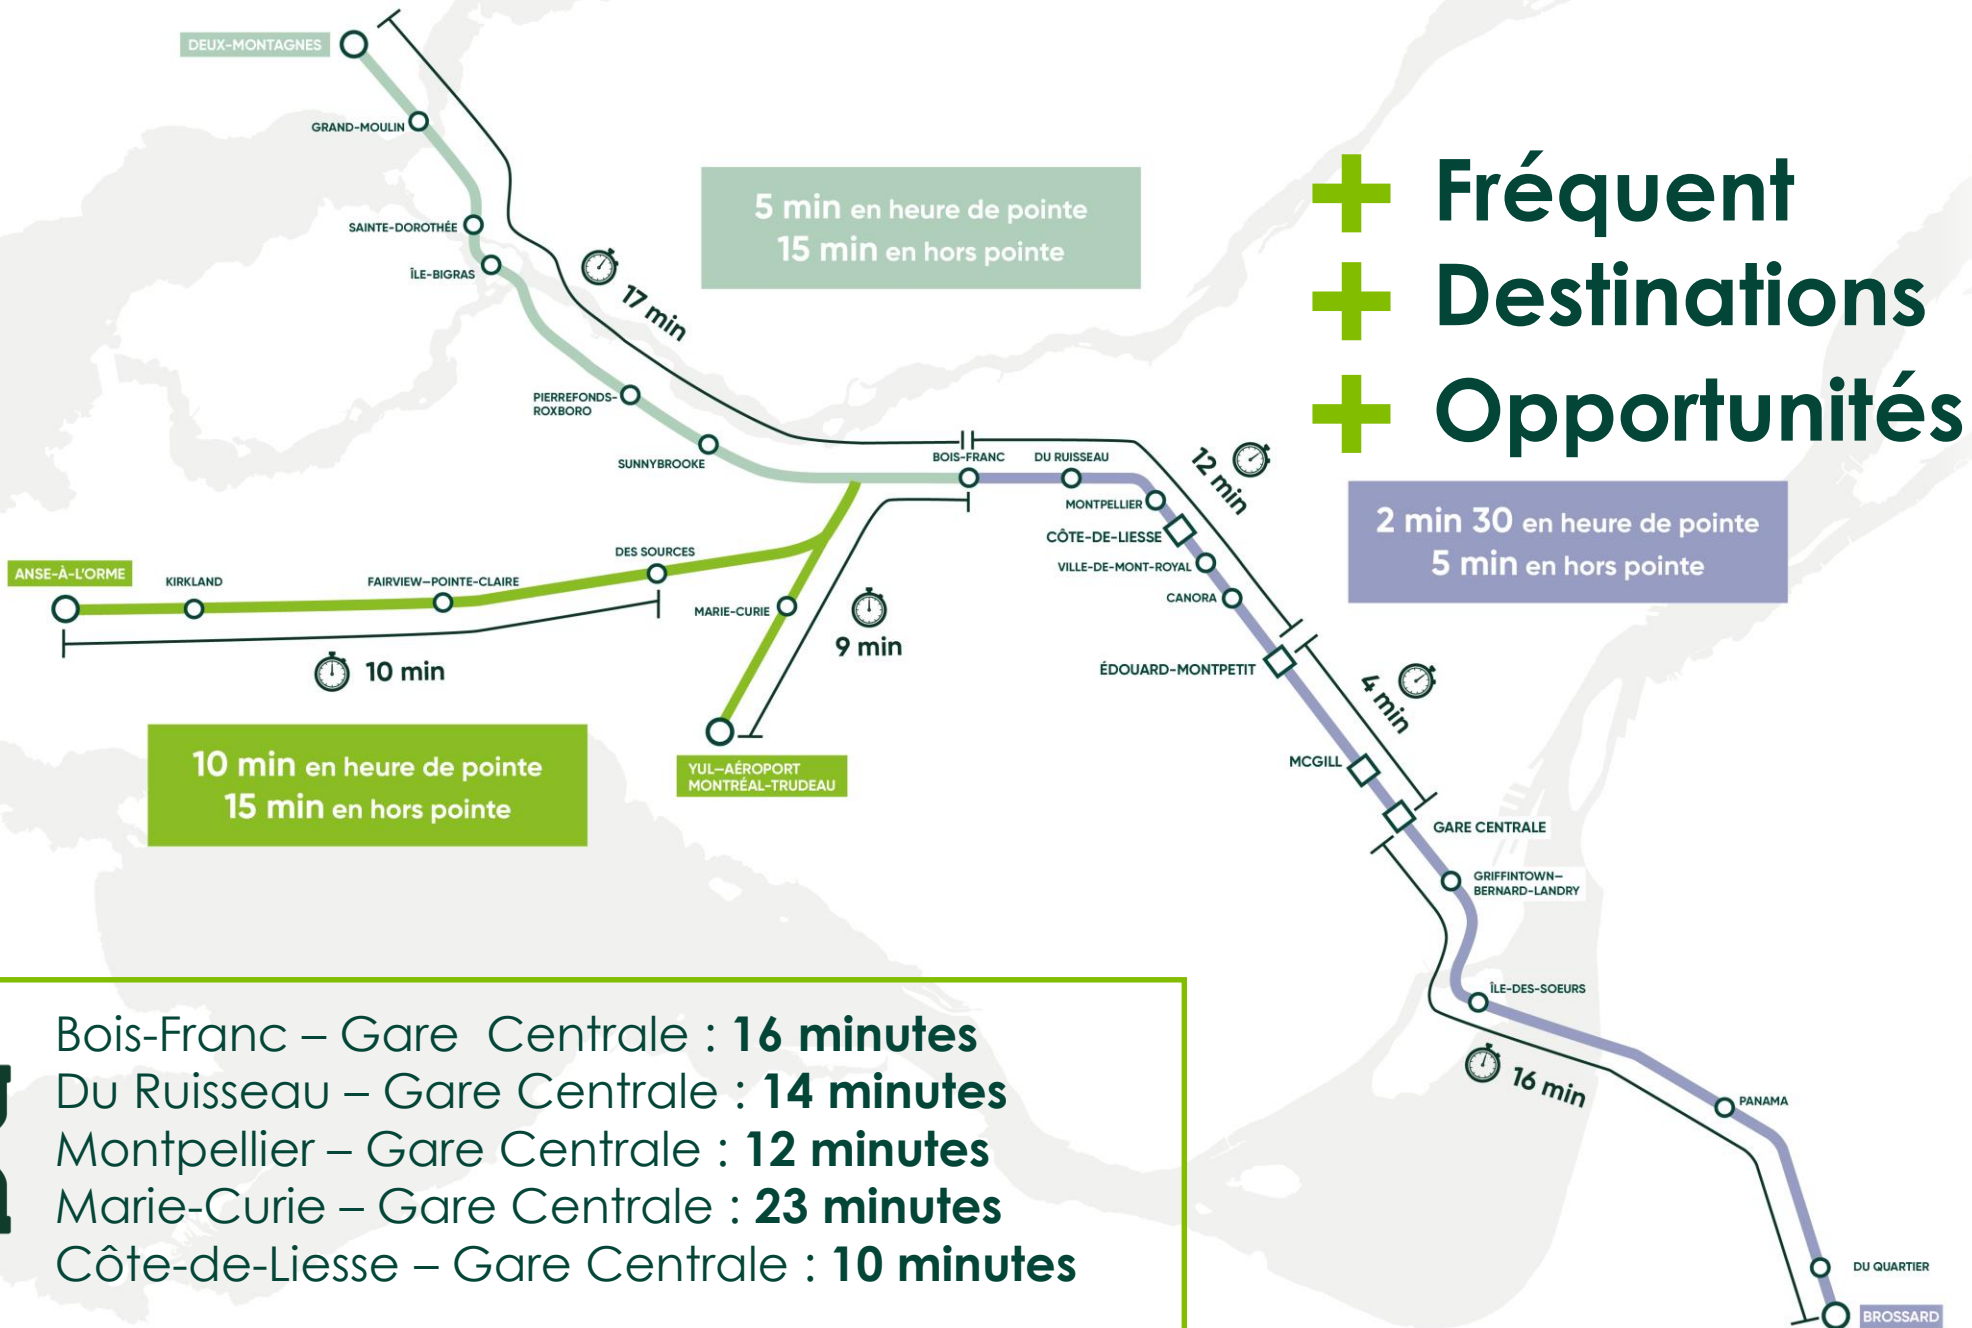 DEUX-MONTAGNES
GRAND-MOULIN
SAINTE-DOROTHÉE
ÎLE-BIGRAS
17 min
5 min en heure de pointe
15 min en hors pointe
+ Fréquent
+ Destinations
+ Opportunités
PIERREFONDS-
ROXBORO
SUNNYBROOKE
BOIS-FRANC
DU RUISSEAU
12 min
MONTPELLIER
CÔTE-DE-LIESSE
VILLE-DE-MONT-ROYAL
CANORA
2 min 30 en heure de pointe
5 min en hors pointe
ANSE-À-L'ORME
KIRKLAND
FAIRVIEW–POINTE-CLAIRE
DES SOURCES
MARIE-CURIE
9 min
10 min
ÉDOUARD-MONTPETIT
4 min
10 min en heure de pointe
15 min en hors pointe
YUL–AÉROPORT
MONTRÉAL-TRUDEAU
MCGILL
GARE CENTRALE
GRIFFINTOWN–
BERNARD-LANDRY
ÎLE-DES-SOEURS
16 min
PANAMA
DU QUARTIER
BROSSARD
Bois-Franc – Gare Centrale : 16 minutes
Du Ruisseau – Gare Centrale : 14 minutes
Montpellier – Gare Centrale : 12 minutes
Marie-Curie – Gare Centrale : 23 minutes
Côte-de-Liesse – Gare Centrale : 10 minutes